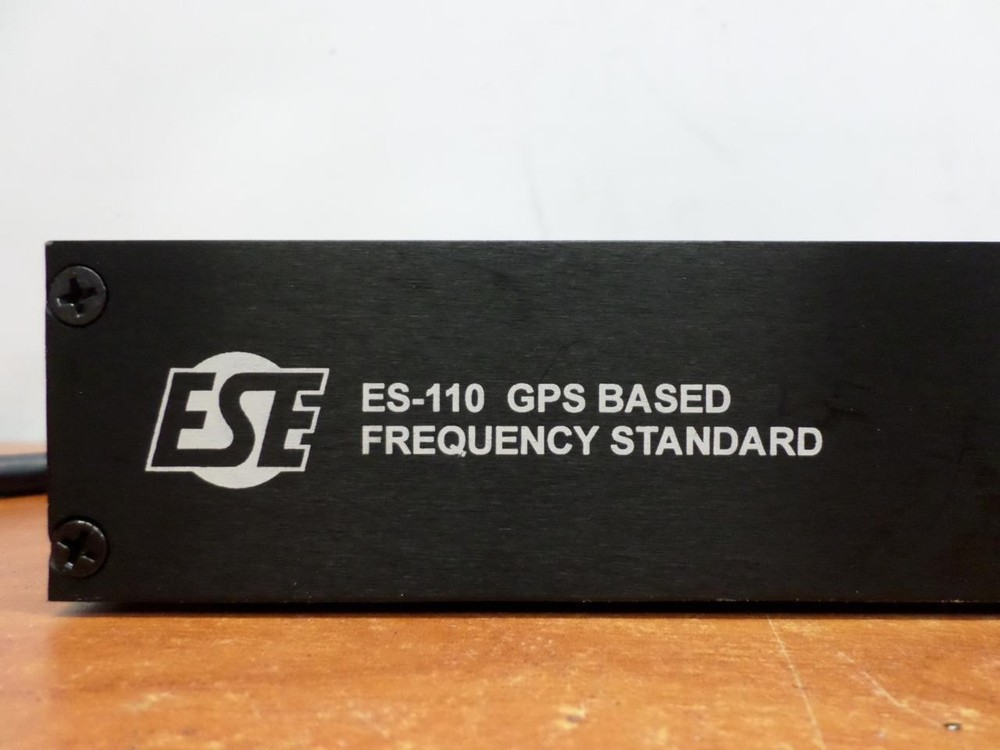 ESE
ES-110 GPS BASED
FREQUENCY STANDARD